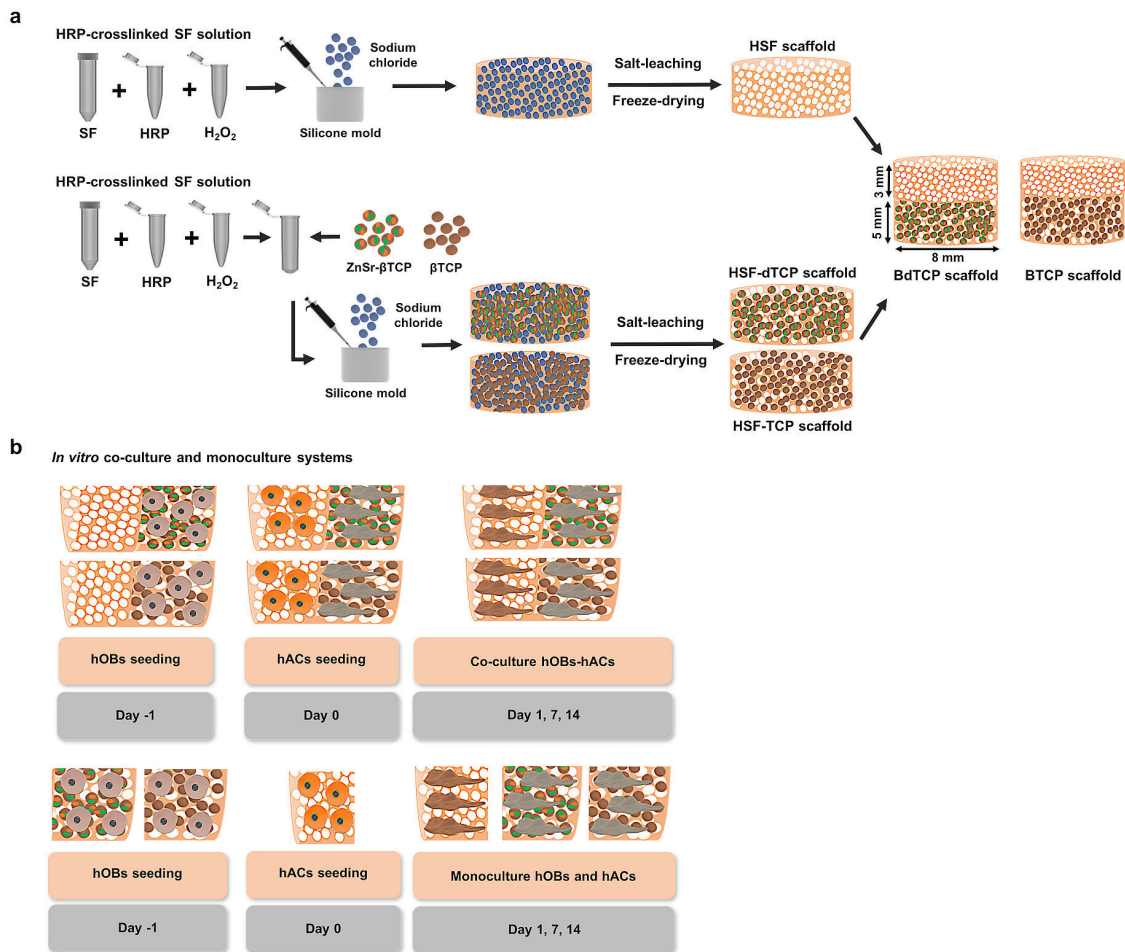 a
HRP-crosslinked SF solution
SF
HRP
H₂O₂
Sodium
chloride
Silicone mold
Salt-leaching
Freeze-drying
HSF scaffold
HRP-crosslinked SF solution
SF
HRP
H₂O₂
ZnSr-βTCP
βTCP
Sodium
chloride
Silicone mold
Salt-leaching
Freeze-drying
HSF-dTCP scaffold
HSF-TCP scaffold
3 mm
5 mm
8 mm
BdTCP scaffold
BTCP scaffold
b
In vitro co-culture and monoculture systems
hOBs seeding
hACs seeding
Co-culture hOBs-hACs
Day -1
Day 0
Day 1, 7, 14
hOBs seeding
hACs seeding
Monoculture hOBs and hACs
Day -1
Day 0
Day 1, 7, 14